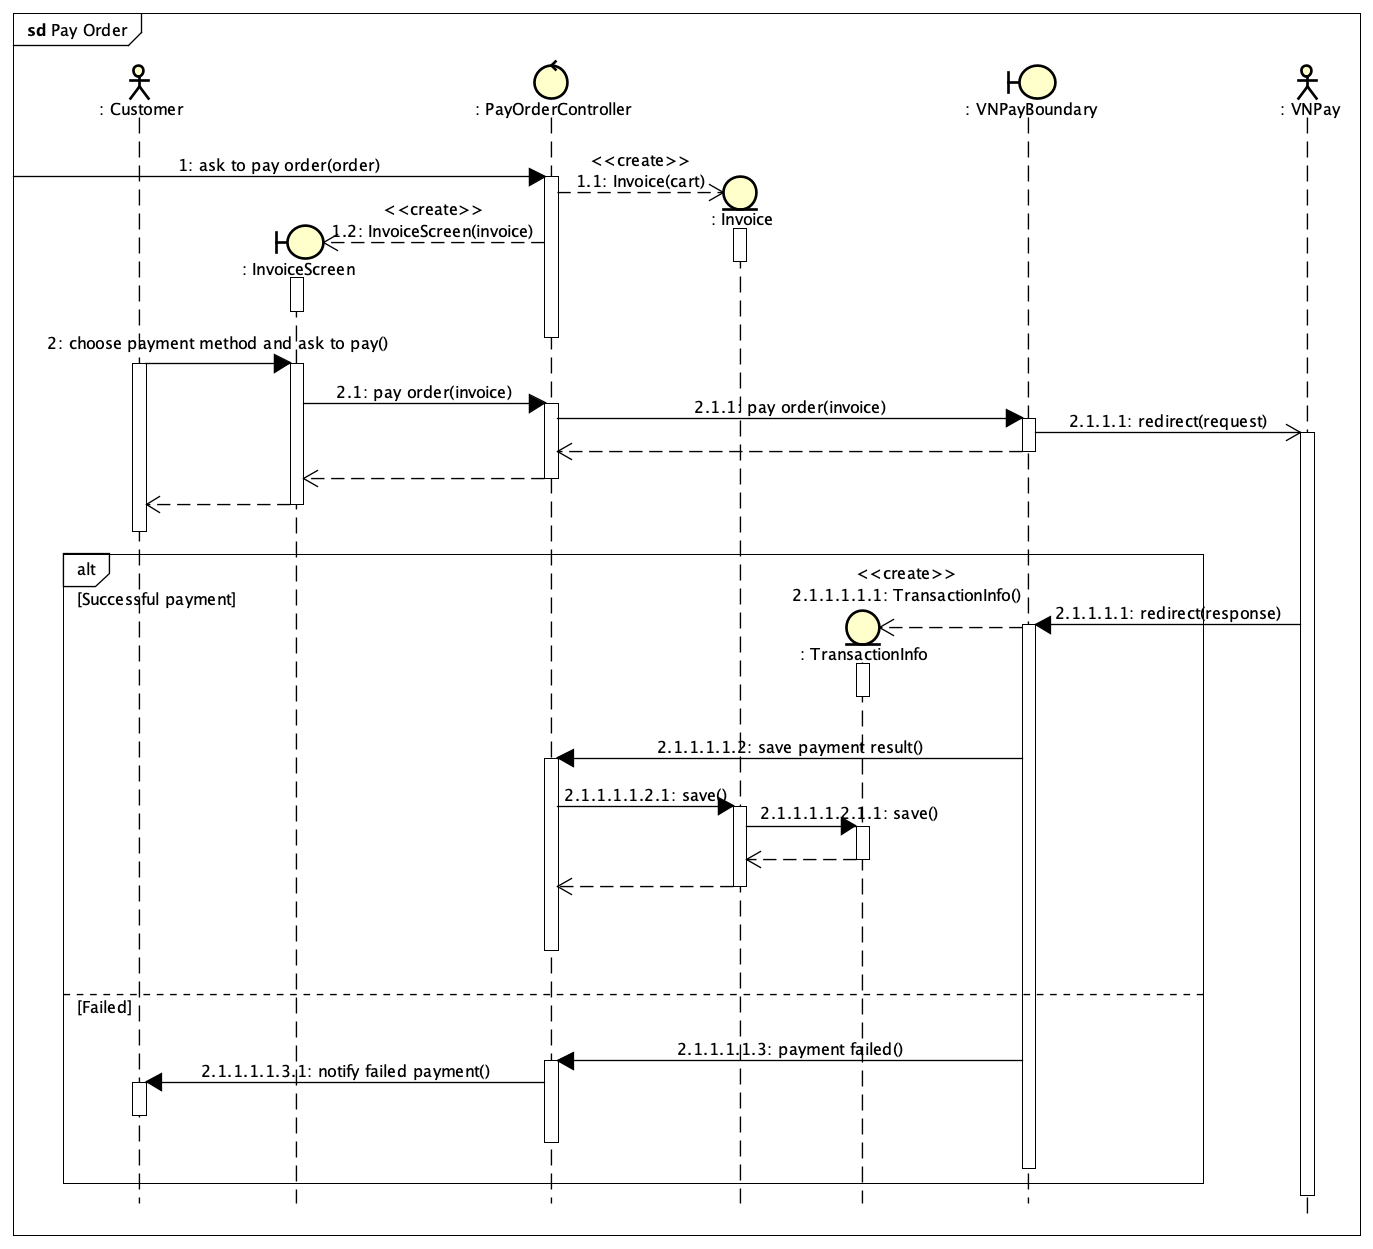 sd Pay Order
: Customer
: PayOrderController
: VNPayBoundary
: VNPay
1: ask to pay order(order)
<<create>>
1.1: Invoice(cart)
: Invoice
<<create>>
1.2: InvoiceScreen(invoice)
: InvoiceScreen
2: choose payment method and ask to pay()
2.1: pay order(invoice)
2.1.1: pay order(invoice)
2.1.1.1: redirect(request)
alt
[Successful payment]
<<create>>
2.1.1.1.1.1: TransactionInfo()
2.1.1.1.1: redirect(response)
: TransactionInfo
2.1.1.1.1.2: save payment result()
2.1.1.1.1.2.1: save()
2.1.1.1.1.2.1.1: save()
[Failed]
2.1.1.1.1.3: payment failed()
2.1.1.1.1.3.1: notify failed payment()